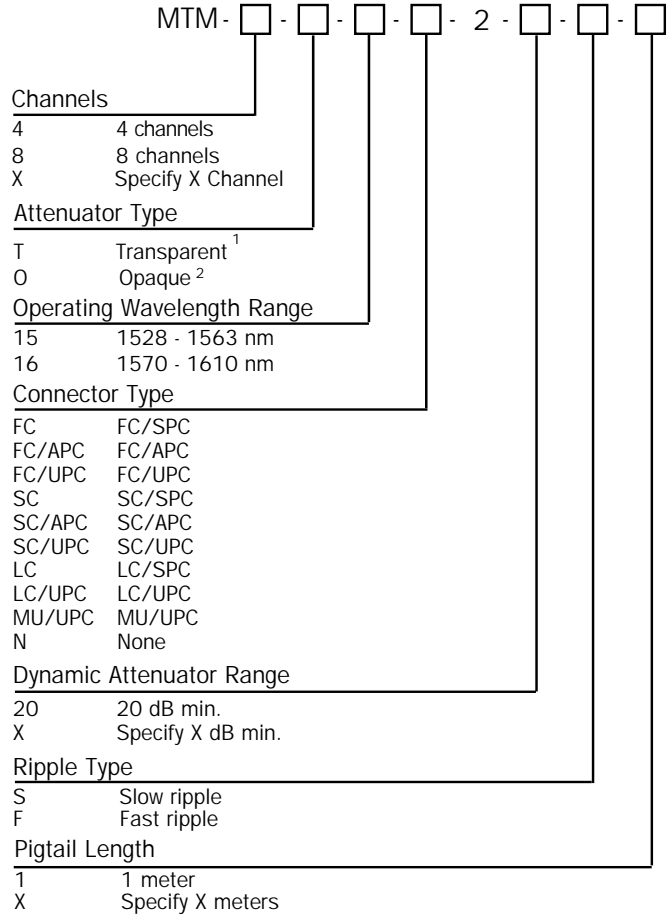 MTM - - - - - 2 - - -
Channels
4 4 channels
8 8 channels
X Specify X Channel
Attenuator Type
T Transparent 1
O Opaque 2
Operating Wavelength Range
15 1528 - 1563 nm
16 1570 - 1610 nm
Connector Type
FC FC/SPC
FC/APC FC/APC
FC/UPC FC/UPC
SC SC/SPC
SC/APC SC/APC
SC/UPC SC/UPC
LC LC/SPC
LC/UPC LC/UPC
MU/UPC MU/UPC
N None
Dynamic Attenuator Range
20 20 dB min.
X Specify X dB min.
Ripple Type
S Slow ripple
F Fast ripple
Pigtail Length
1 1 meter
X Specify X meters